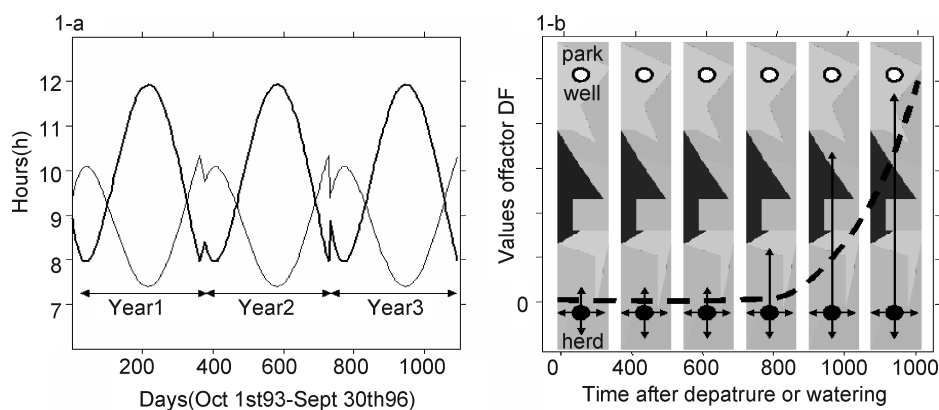 1-a
13
12
11
10
9
8
7
Hours(h)
Year1
Year2
Year3
200
400
600
800
1000
Days(Oct 1st93-Sept 30th96)
1-b
Values offactor DF
0
park
well
herd
0
400
600
800
1000
1000
Time after depatrure or watering